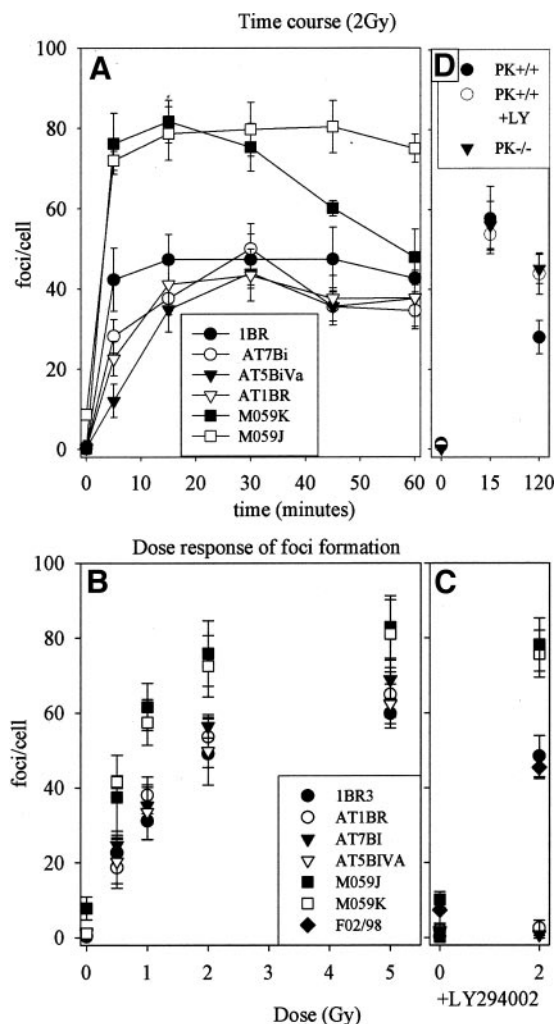 Time course (2Gy)
A
D
100
80
60
40
20
0
foci/cell
1BR
AT7Bi
AT5BiVa
AT1BR
M059K
M059J
PK+/+
PK+/+
+LY
PK-/-
0 10 20 30 40 50 60
time (minutes)
0 15 120
Dose response of foci formation
B
C
100
80
60
40
20
0
foci/cell
1BR3
AT1BR
AT7BI
AT5BIVA
M059J
M059K
F02/98
0 1 2 3 4 5
Dose (Gy)
0 2
+LY294002